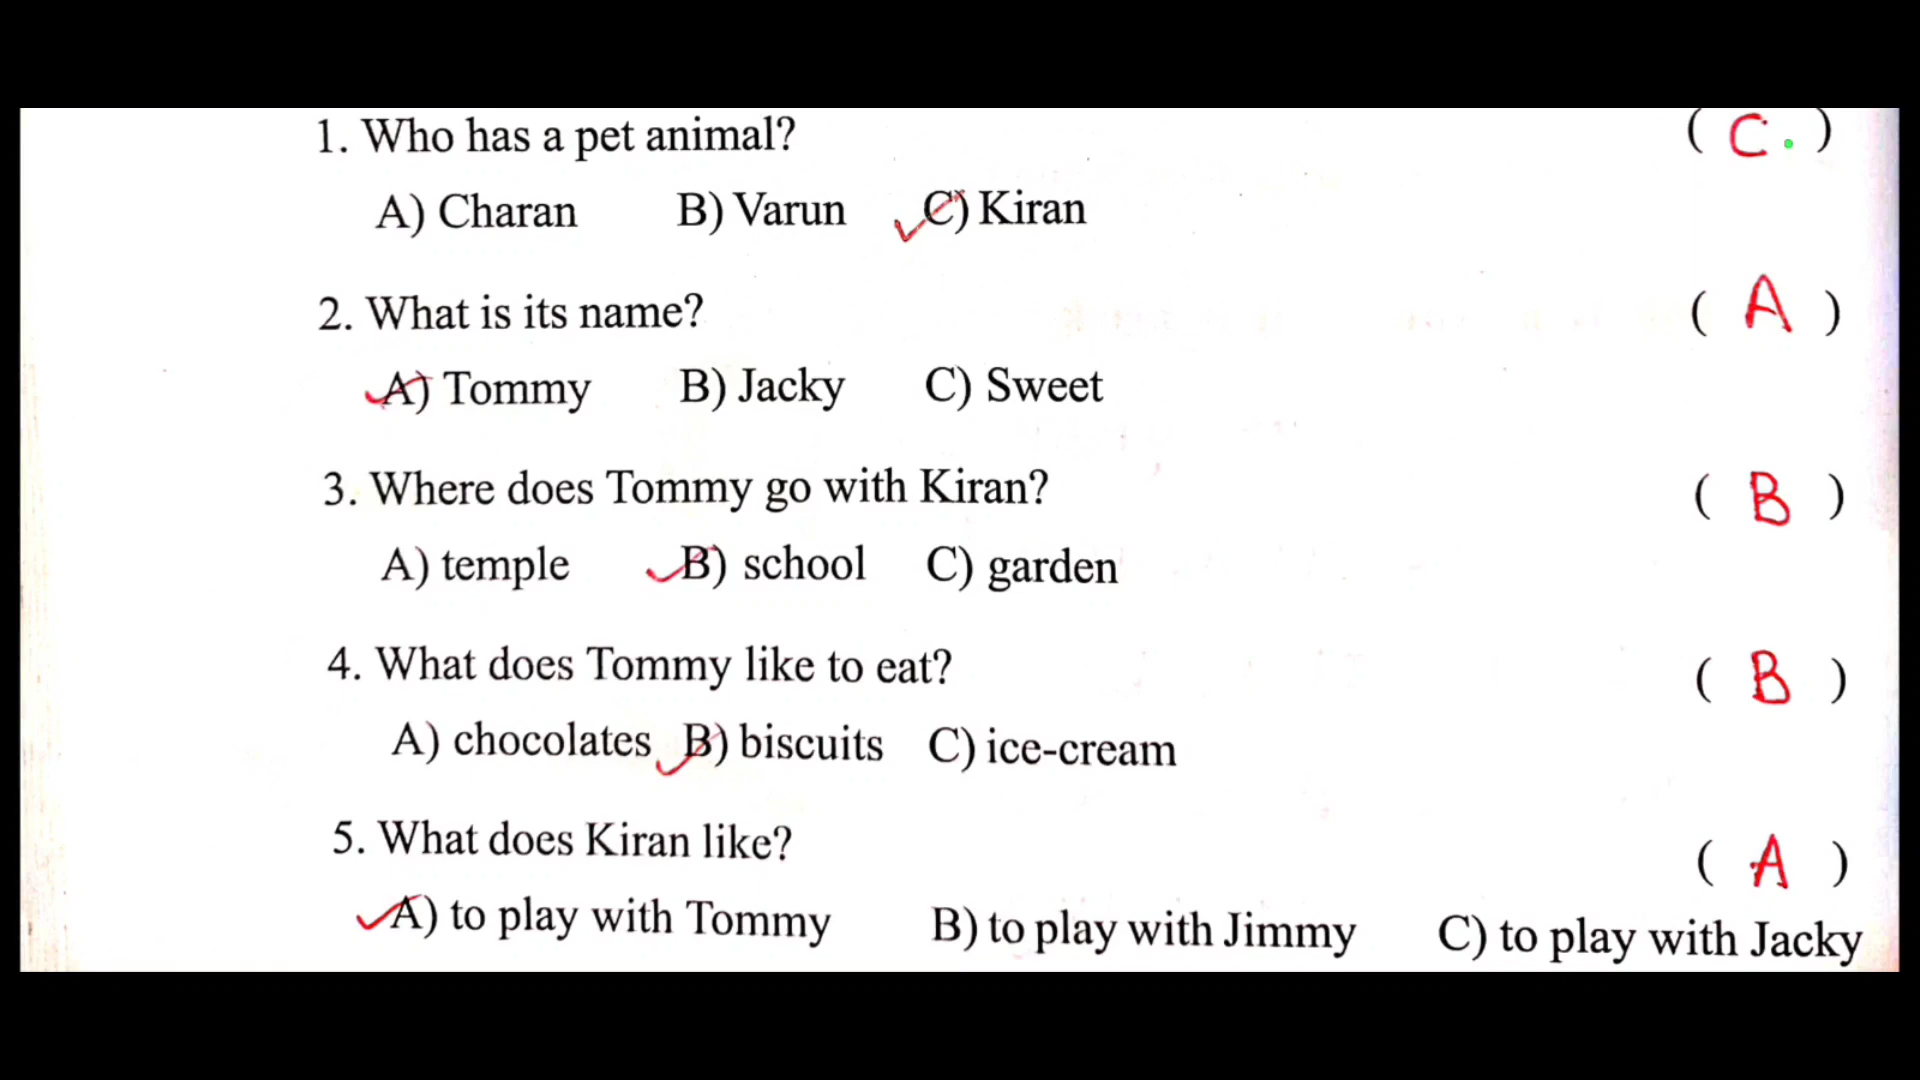 1. Who has a pet animal? ( C. )
A) Charan B) Varun C) Kiran
2. What is its name? ( A )
A) Tommy B) Jacky C) Sweet
3. Where does Tommy go with Kiran? ( B )
A) temple B) school C) garden
4. What does Tommy like to eat? ( B )
A) chocolates B) biscuits C) ice-cream
5. What does Kiran like? ( A )
A) to play with Tommy B) to play with Jimmy C) to play with Jacky